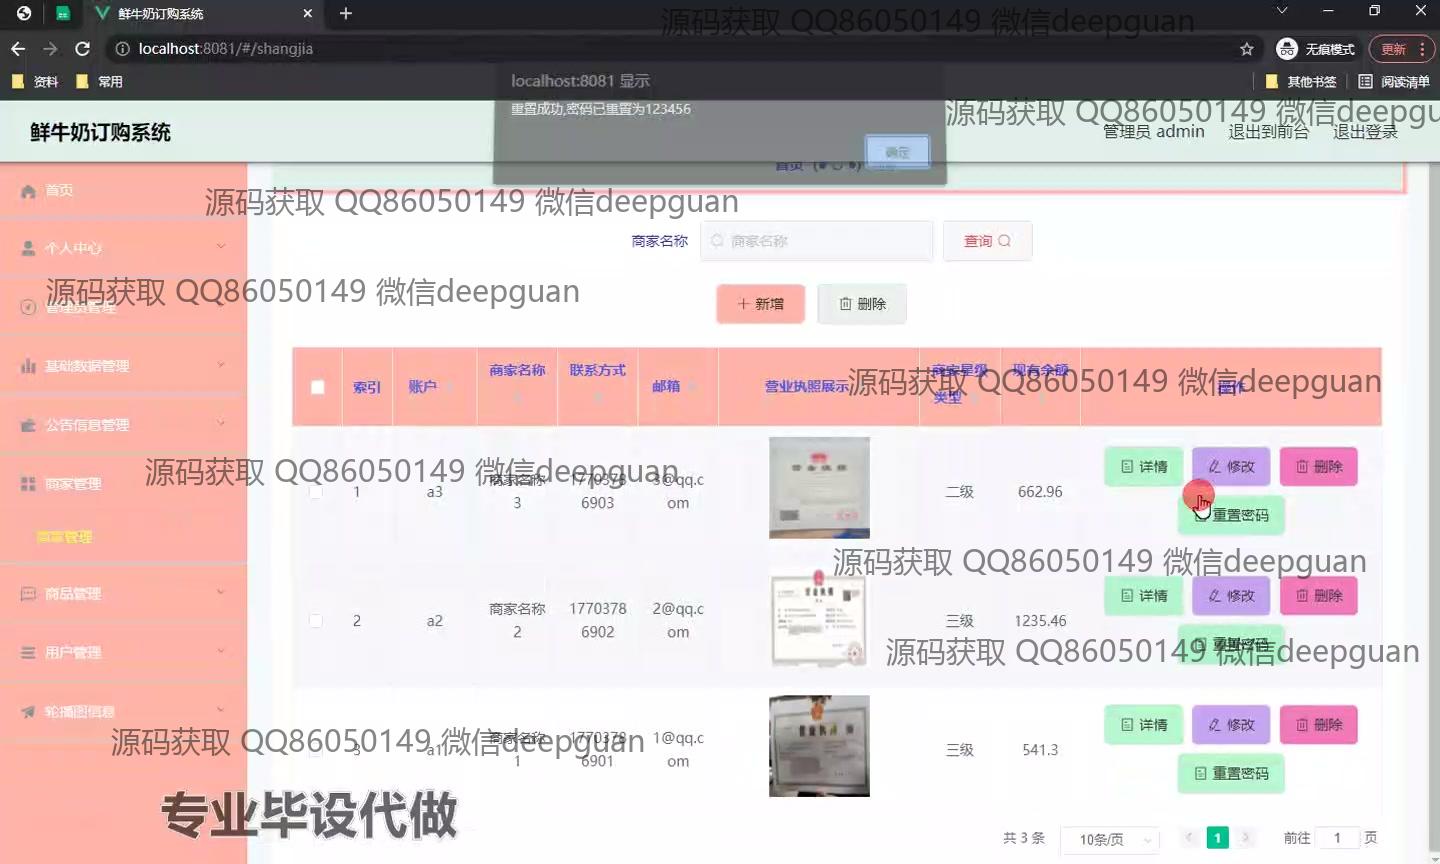 鲜牛奶订购系统
localhost:8081/#/shangjia
无痕模式
更新
资料
常用
其他书签
阅读清单
源码获取 QQ86050149 微信deepguan
localhost:8081 显示
重置成功,密码已重置为123456
确定
源码获取 QQ86050149 微信deepgu
鲜牛奶订购系统
管理员 admin
退出到前台
退出登录
首页
首页
源码获取 QQ86050149 微信deepguan
个人中心
商家名称
商家名称
查询
源码获取 QQ86050149 微信deepguan
管理员管理
新增
删除
基础数据管理
索引
账户
商家名称
联系方式
邮箱
营业执照展示
商家星级类型
现有余额
操作
源码获取 QQ86050149 微信deepguan
公告信息管理
商家管理
源码获取 QQ86050149 微信deepguan
1
a3
商家名称3
17703786903
3@qq.com
二级
662.96
详情
修改
删除
重置密码
商家管理
源码获取 QQ86050149 微信deepguan
商品管理
2
a2
商家名称2
17703786902
2@qq.com
三级
1235.46
详情
修改
删除
重置密码
用户管理
源码获取 QQ86050149 微信deepguan
轮播图信息
源码获取 QQ86050149 微信deepguan
3
a1
商家名称1
17703786901
1@qq.com
三级
541.3
详情
修改
删除
重置密码
专业毕设代做
共 3 条
10条/页
1
前往
1
页